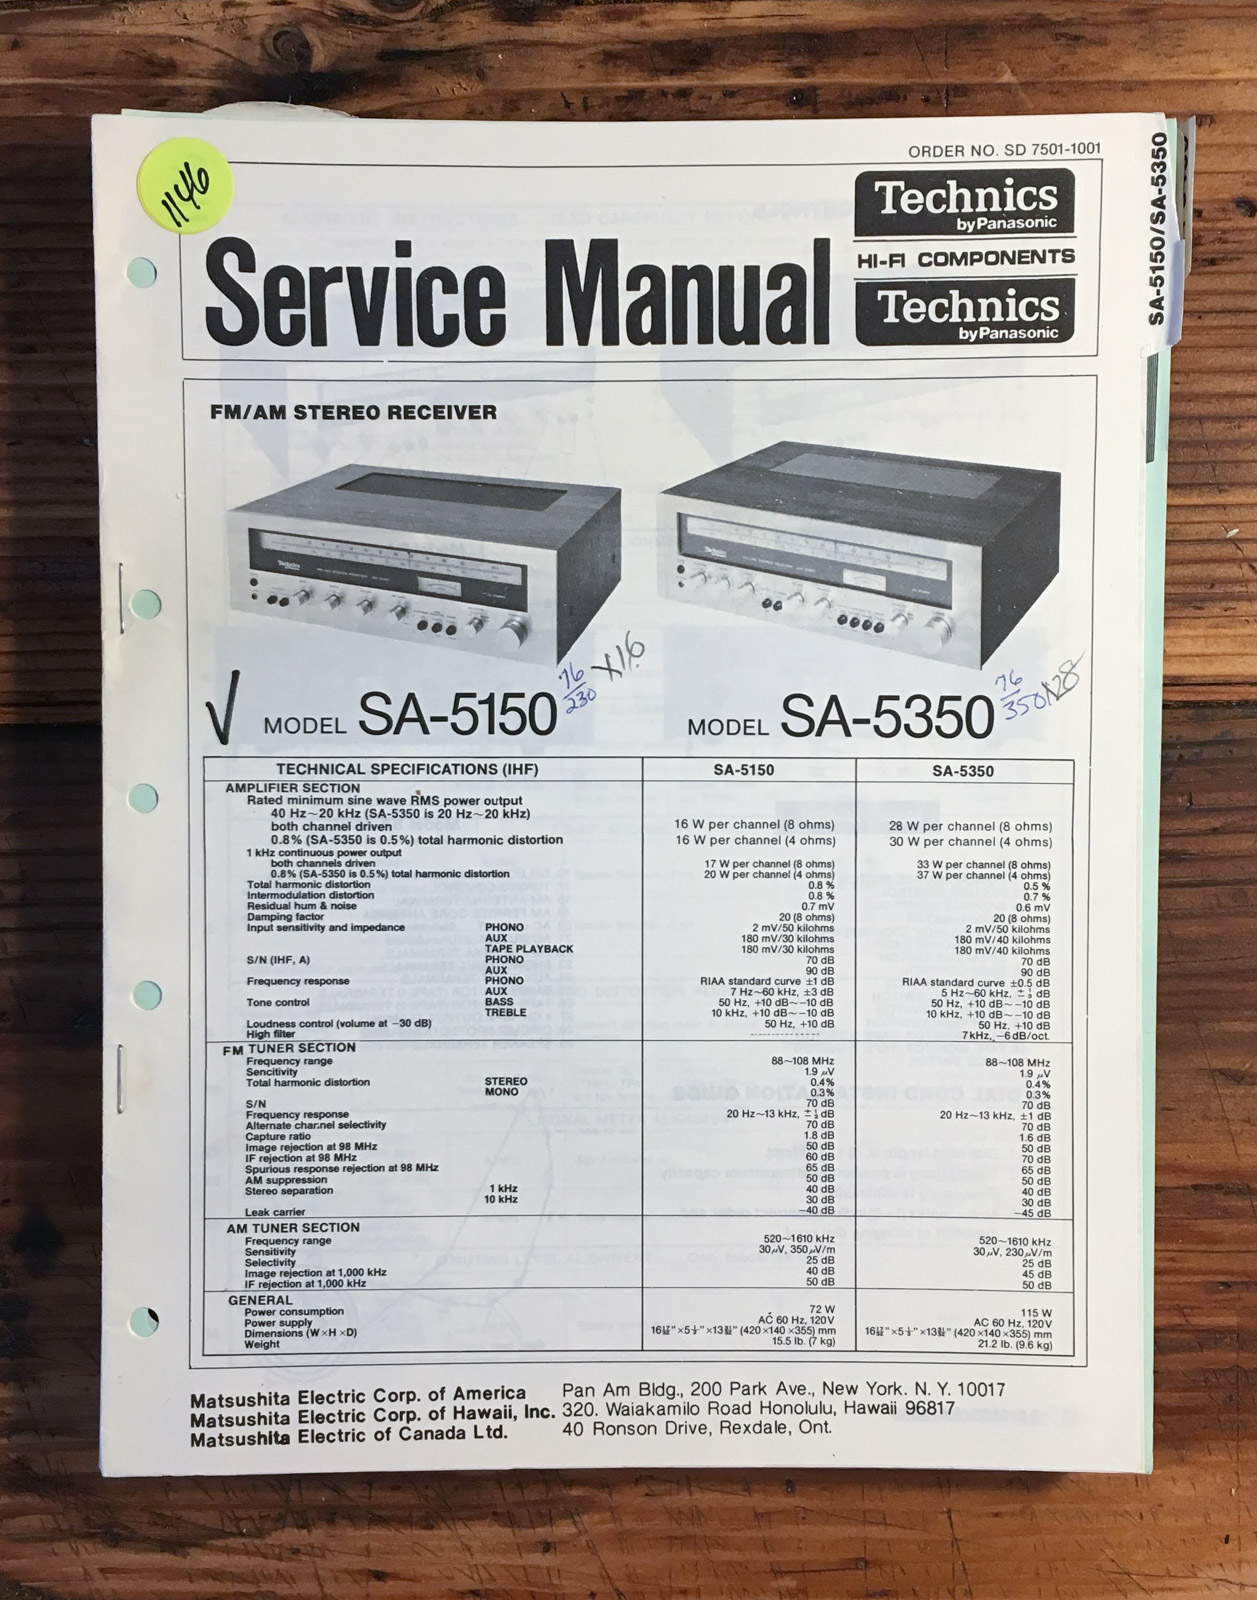 1146
ORDER NO. SD 7501-1001
Technics
by Panasonic
HI-FI COMPONENTS
Technics
by Panasonic
Service Manual
SA-5150/SA-5350
FM/AM STEREO RECEIVER
Technics
Technics
76
230
X16
76
350
X28
√ MODEL SA-5150
MODEL SA-5350
TECHNICAL SPECIFICATIONS (IHF) SA-5150 SA-5350
AMPLIFIER SECTION
Rated minimum sine wave RMS power output
40 Hz~20 kHz (SA-5350 is 20 Hz~20 kHz)
both channel driven 16 W per channel (8 ohms) 28 W per channel (8 ohms)
0.8% (SA-5350 is 0.5%) total harmonic distortion 16 W per channel (4 ohms) 30 W per channel (4 ohms)
1 kHz continuous power output
both channels driven 17 W per channel (8 ohms) 33 W per channel (8 ohms)
0.8% (SA-5350 is 0.5%) total harmonic distortion 20 W per channel (4 ohms) 37 W per channel (4 ohms)
Total harmonic distortion 0.8 % 0.5 %
Intermodulation distortion 0.8 % 0.7 %
Residual hum & noise 0.7 mV 0.6 mV
Damping factor 20 (8 ohms) 20 (8 ohms)
Input sensitivity and impedance PHONO 2 mV/50 kilohms 2 mV/50 kilohms
AUX 180 mV/30 kilohms 180 mV/40 kilohms
TAPE PLAYBACK 180 mV/30 kilohms 180 mV/40 kilohms
S/N (IHF, A) PHONO 70 dB 70 dB
AUX 90 dB 90 dB
Frequency response PHONO RIAA standard curve ±1 dB RIAA standard curve ±0.5 dB
AUX 7 Hz~60 kHz, ±3 dB 5 Hz~60 kHz, dB
Tone control BASS 50 Hz, +10 dB~-10 dB 50 Hz, +10 dB~-10 dB
TREBLE 10 kHz, +10 dB~-10 dB 10 kHz, +10 dB~-10 dB
Loudness control (volume at -30 dB) 50 Hz, +10 dB 50 Hz, +10 dB
High filter -------------- 7 kHz, -6 dB/oct.
FM TUNER SECTION
Frequency range 88~108 MHz 88~108 MHz
Sencitivity 1.9 μV 1.9 μV
Total harmonic distortion STEREO 0.4% 0.4%
MONO 0.3% 0.3%
S/N 70 dB 70 dB
Frequency response 20 Hz~13 kHz, dB 20 Hz~13 kHz, ±1 dB
Alternate channel selectivity 70 dB 70 dB
Capture ratio 1.8 dB 1.6 dB
Image rejection at 98 MHz 50 dB 50 dB
IF rejection at 98 MHz 60 dB 70 dB
Spurious response rejection at 98 MHz 65 dB 65 dB
AM suppression 50 dB 50 dB
Stereo separation 1 kHz 40 dB 40 dB
10 kHz 30 dB 30 dB
Leak carrier -40 dB -45 dB
AM TUNER SECTION
Frequency range 520~1610 kHz 520~1610 kHz
Sensitivity 30μV, 350μV/m 30μV, 230μV/m
Selectivity 25 dB 25 dB
Image rejection at 1,000 kHz 40 dB 45 dB
IF rejection at 1,000 kHz 50 dB 50 dB
GENERAL
Power consumption 72 W 115 W
Power supply AC 60 Hz, 120V AC 60 Hz, 120V
Dimensions (W×H×D) (420×140×355) mm (420×140×355) mm
Weight 15.5 lb. (7 kg) 21.2 lb. (9.6 kg)
Matsushita Electric Corp. of America Pan Am Bldg., 200 Park Ave., New York. N. Y. 10017
Matsushita Electric Corp. of Hawaii, Inc. 320. Waiakamilo Road Honolulu, Hawaii 96817
Matsushita Electric of Canada Ltd. 40 Ronson Drive, Rexdale, Ont.